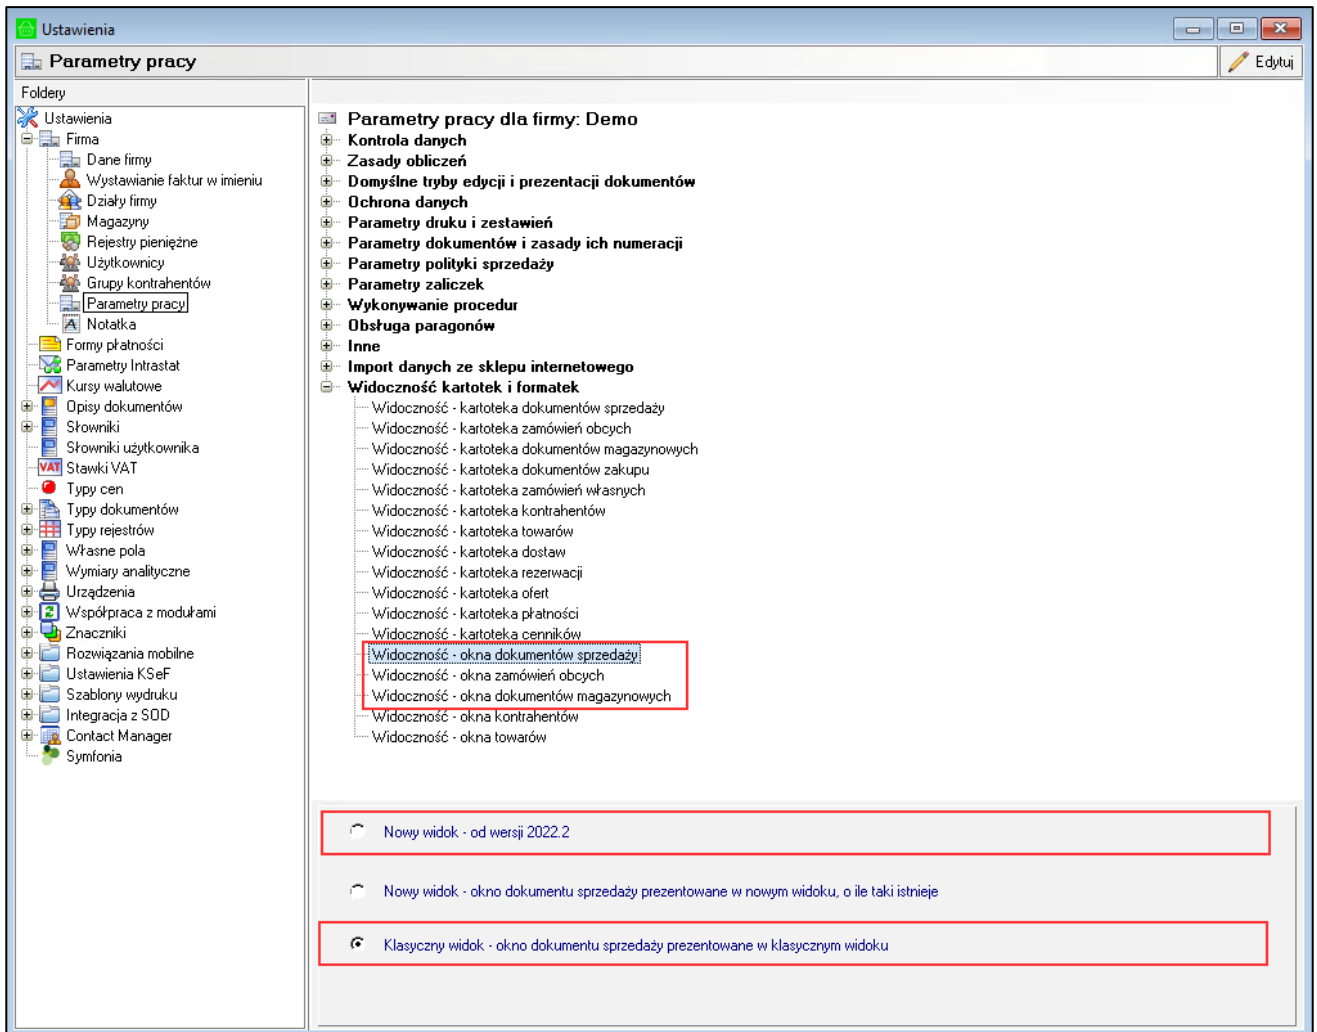 Ustawienia
Parametry pracy
Edytuj
Foldery
Ustawienia
Firma
Dane firmy
Wystawianie faktur w imieniu
Działy firmy
Magazyny
Rejestry pieniężne
Użytkownicy
Grupy kontrahentów
Parametry pracy
Notatka
Formy płatności
Parametry Intrastat
Kursy walutowe
Opisy dokumentów
Słowniki
Słowniki użytkownika
VAT Stawki VAT
Typy cen
Typy dokumentów
Typy rejestrów
Własne pola
Wymiary analityczne
Urządzenia
Współpraca z modułami
Znaczniki
Rozwiązania mobilne
Ustawienia KSeF
Szablony wydruku
Integracja z SOD
Contact Manager
Symfonia
Parametry pracy dla firmy: Demo
Kontrola danych
Zasady obliczeń
Domyślne tryby edycji i prezentacji dokumentów
Ochrona danych
Parametry druku i zestawień
Parametry dokumentów i zasady ich numeracji
Parametry polityki sprzedaży
Parametry zaliczek
Wykonywanie procedur
Obsługa paragonów
Inne
Import danych ze sklepu internetowego
Widoczność kartotek i formatek
Widoczność - kartoteka dokumentów sprzedaży
Widoczność - kartoteka zamówień obcych
Widoczność - kartoteka dokumentów magazynowych
Widoczność - kartoteka dokumentów zakupu
Widoczność - kartoteka zamówień własnych
Widoczność - kartoteka kontrahentów
Widoczność - kartoteka towarów
Widoczność - kartoteka dostaw
Widoczność - kartoteka rezerwacji
Widoczność - kartoteka ofert
Widoczność - kartoteka płatności
Widoczność - kartoteka cenników
Widoczność - okna dokumentów sprzedaży
Widoczność - okna zamówień obcych
Widoczność - okna dokumentów magazynowych
Widoczność - okna kontrahentów
Widoczność - okna towarów
Nowy widok - od wersji 2022.2
Nowy widok - okno dokumentu sprzedaży prezentowane w nowym widoku, o ile taki istnieje
Klasyczny widok - okno dokumentu sprzedaży prezentowane w klasycznym widoku